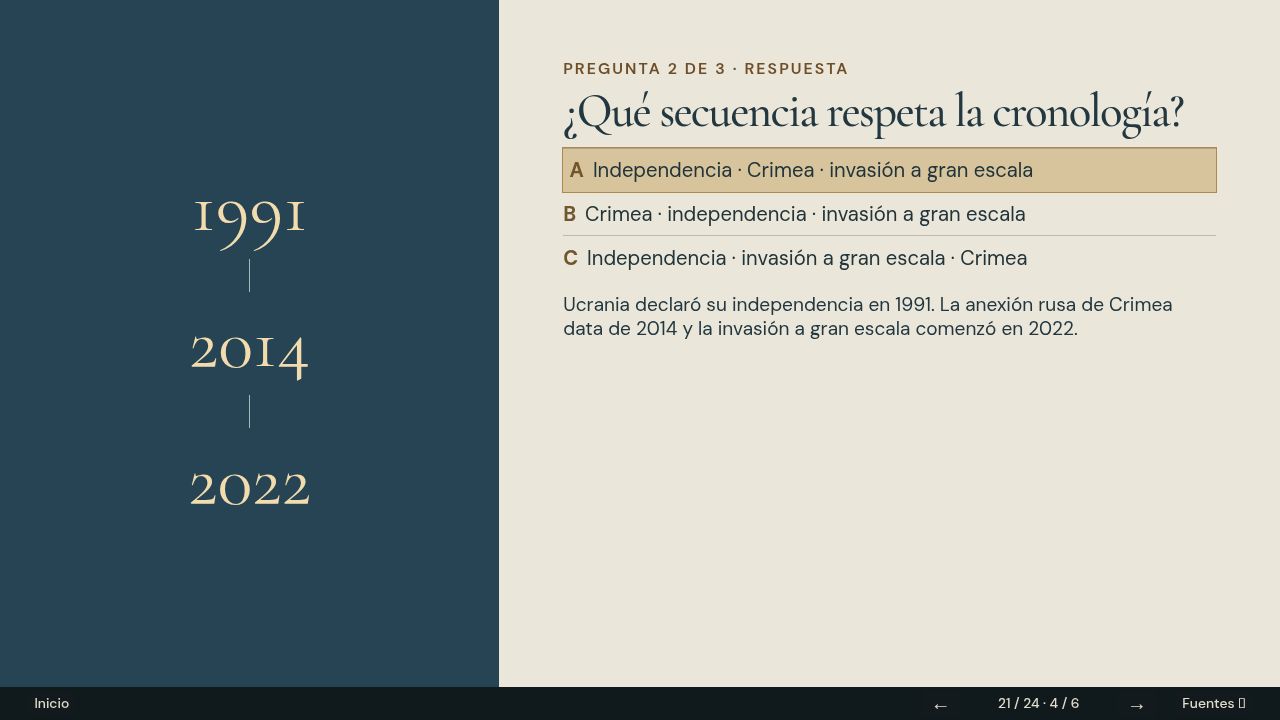 1991
2014
2022
PREGUNTA 2 DE 3 · RESPUESTA
¿Qué secuencia respeta la cronología?
A Independencia · Crimea · invasión a gran escala
B Crimea · independencia · invasión a gran escala
C Independencia · invasión a gran escala · Crimea
Ucrania declaró su independencia en 1991. La anexión rusa de Crimea
data de 2014 y la invasión a gran escala comenzó en 2022.
Inicio
← 21 / 24 · 4 / 6 → Fuentes